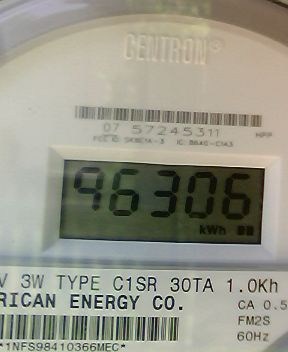 CENTRON®
07 57245311 HPP
96306
kWh
V 3W TYPE C1SR 30TA 1.0Kh
RICAN ENERGY CO. CA 0.5
FM2S
60Hz
*1NFS98410366MEC*